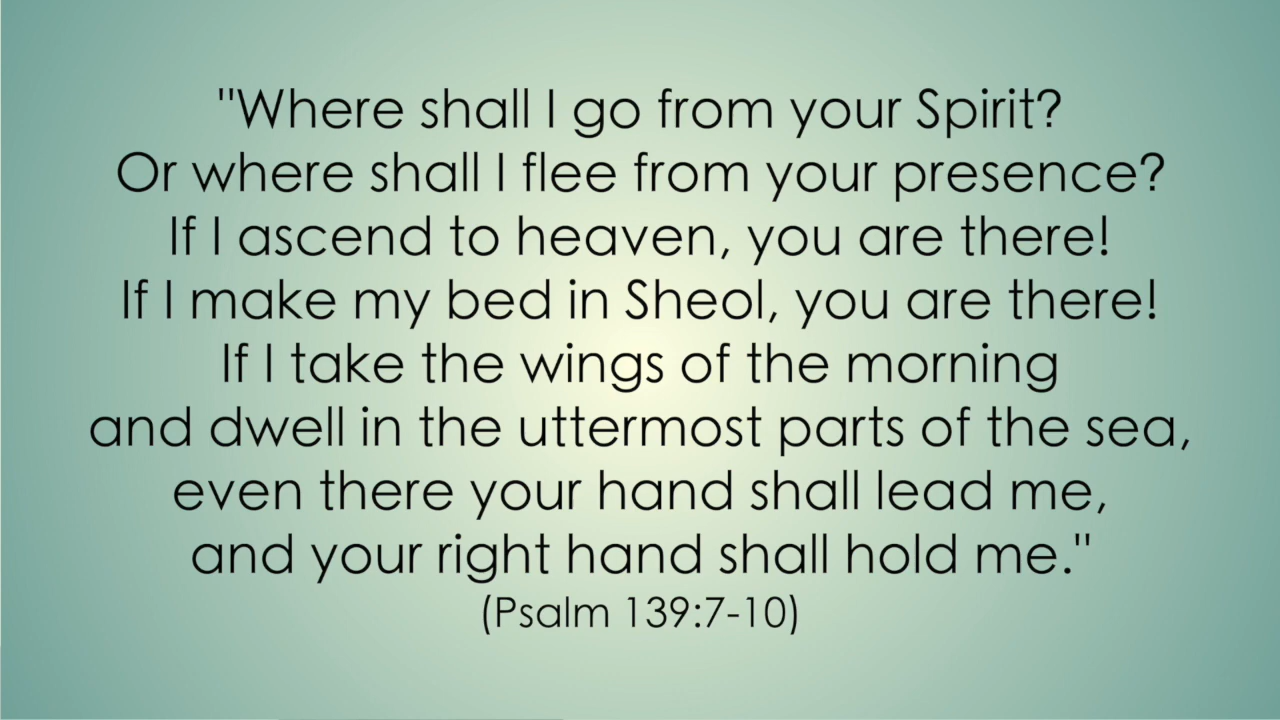 "Where shall I go from your Spirit?
Or where shall I flee from your presence?
If I ascend to heaven, you are there!
If I make my bed in Sheol, you are there!
If I take the wings of the morning
and dwell in the uttermost parts of the sea,
even there your hand shall lead me,
and your right hand shall hold me."
(Psalm 139:7-10)